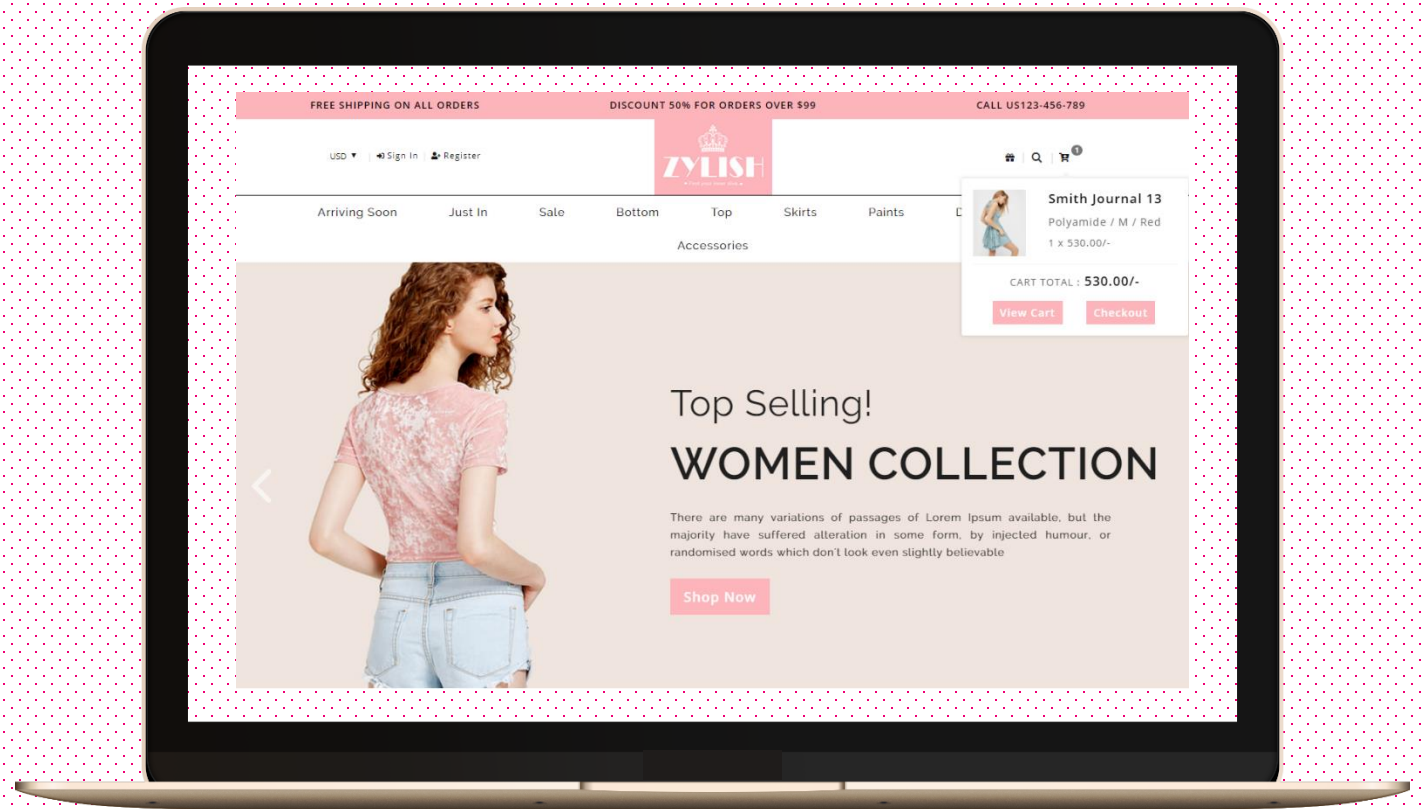 FREE SHIPPING ON ALL ORDERS
DISCOUNT 50% FOR ORDERS OVER $99
CALL US123-456-789
USD
Sign In
Register
ZYLISH
1
Arriving Soon
Just In
Sale
Bottom
Top
Skirts
Paints
Accessories
Smith Journal 13
Polyamide / M / Red
1 x 530.00/-
CART TOTAL : 530.00/-
View Cart
Checkout
Top Selling!
WOMEN COLLECTION
There are many variations of passages of Lorem Ipsum available, but the
majority have suffered alteration in some form, by injected humour, or
randomised words which don't look even slightly believable
Shop Now